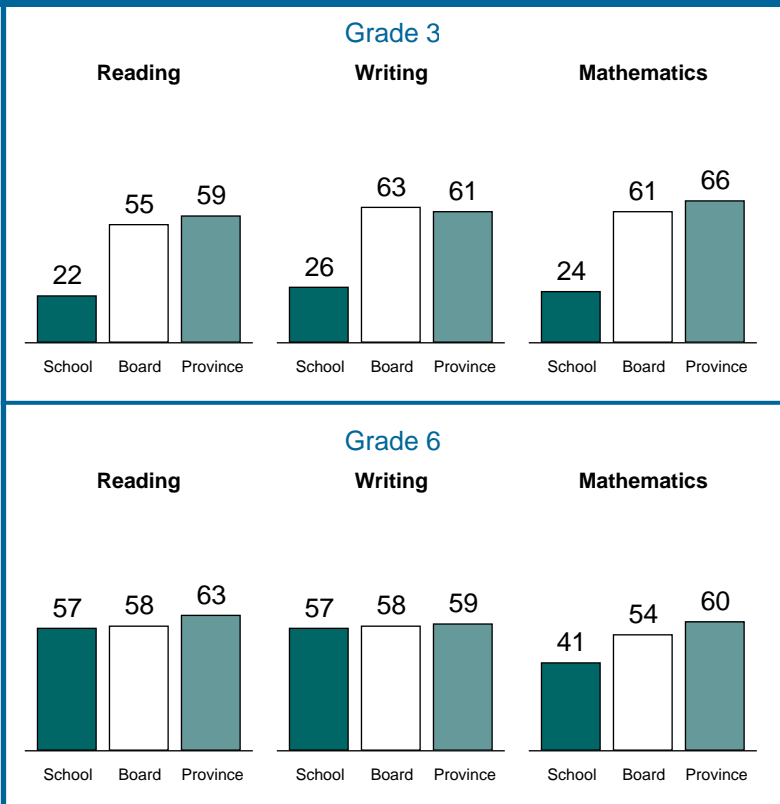 Grade 3
Reading Writing Mathematics
22 55 59 26 63 61 24 61 66
School Board Province School Board Province School Board Province
Grade 6
Reading Writing Mathematics
57 58 63 57 58 59 41 54 60
School Board Province School Board Province School Board Province